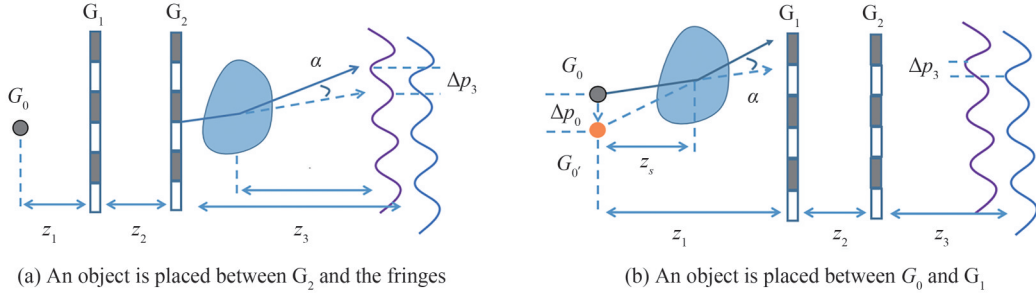 G₁
G₂
G₀
α
Δp₃
z₁
z₂
z₃
(a) An object is placed between G₂ and the fringes
G₁
G₂
G₀
Δp₀
G₀′
α
Δp₃
zₛ
z₁
z₂
z₃
(b) An object is placed between G₀ and G₁